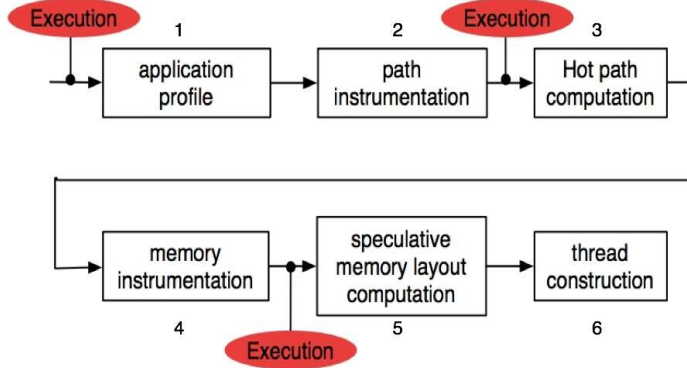 Execution
Execution
1
2
3
application
profile
path
instrumentation
Hot path
computation
memory
instrumentation
speculative
memory layout
computation
thread
construction
4
5
6
Execution